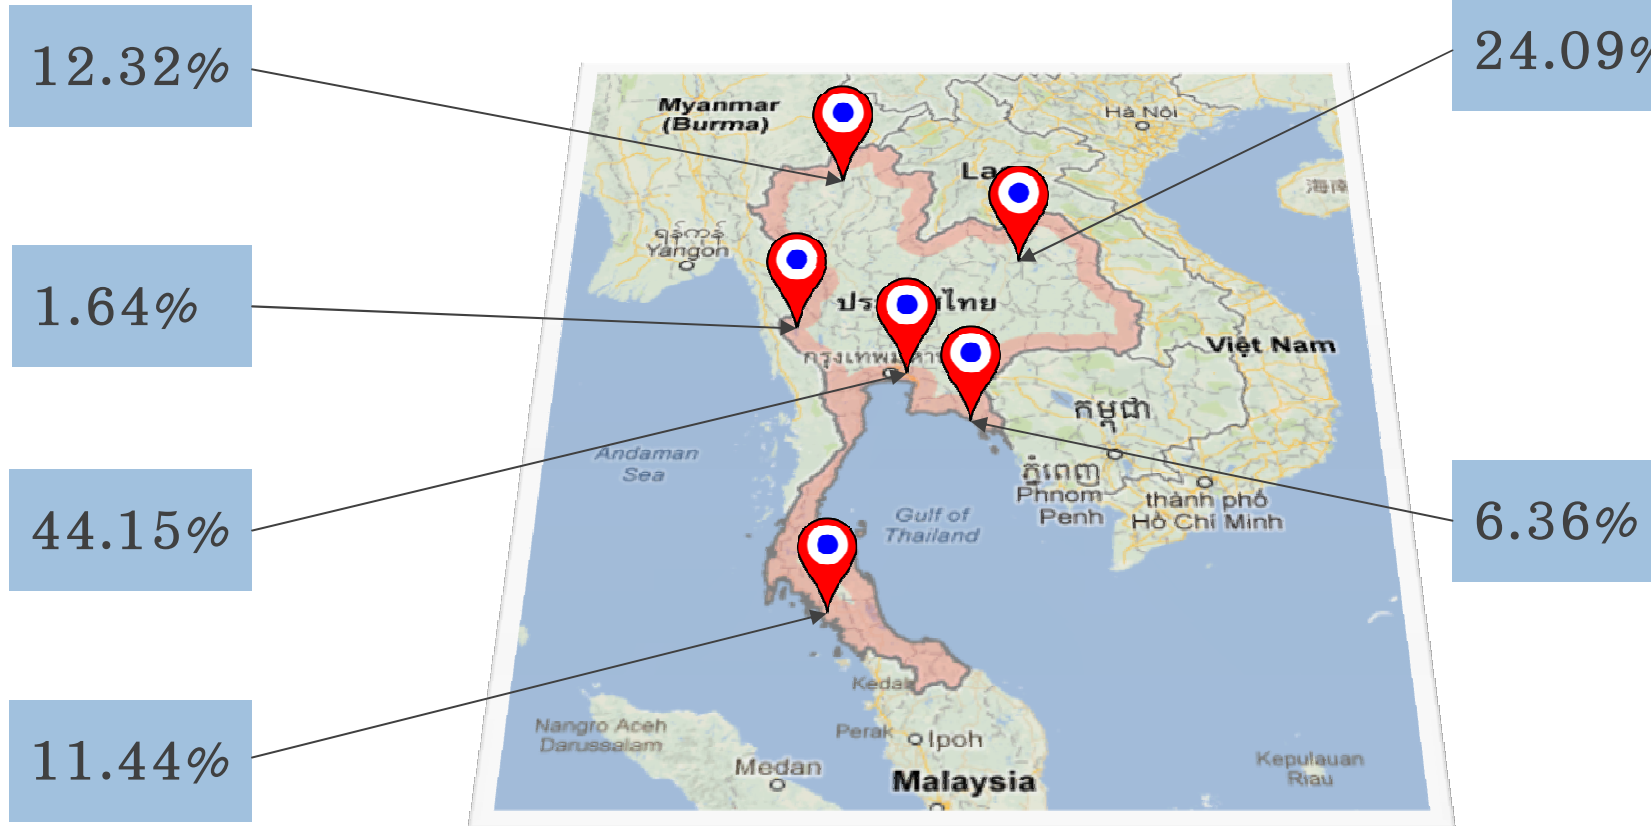 12.32%
24.09%
Myanmar
(Burma)
Hà Nội
ရန်ကုန်
Yangon
1.64%
Việt Nam
កម្ពុជា
44.15%
Andaman
Sea
ភ្នំពេញ
Phnom
Penh
thành phố
Hồ Chí Minh
Gulf of
Thailand
6.36%
11.44%
Kedah
Perak
Ipoh
Nangro Aceh
Darussalam
Medan
Malaysia
Kepulauan
Riau